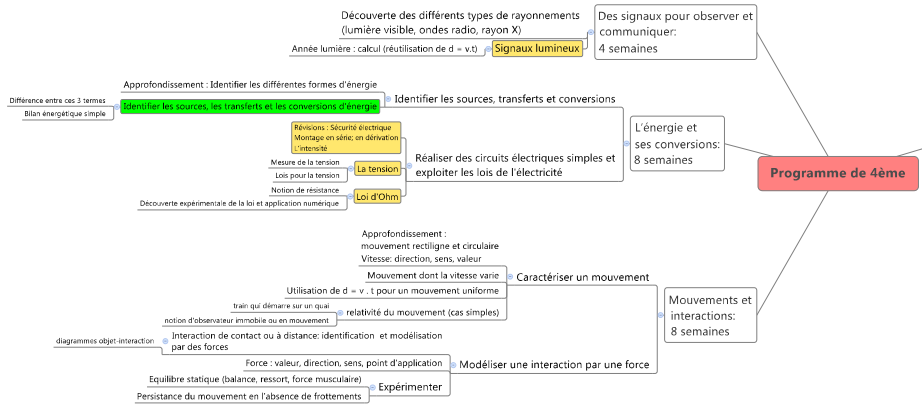 Programme de 4ème
Des signaux pour observer et
communiquer:
4 semaines
Découverte des différents types de rayonnements
(lumière visible, ondes radio, rayon X)
Signaux lumineux
Année lumière : calcul (réutilisation de d = v.t)
L'énergie et
ses conversions:
8 semaines
Identifier les sources, transferts et conversions
Approfondissement : Identifier les différentes formes d'énergie
Identifier les sources, les transferts et les conversions d'énergie
Différence entre ces 3 termes
Bilan énergétique simple
Réaliser des circuits électriques simples et
exploiter les lois de l'électricité
Révisions : Sécurité électrique
Montage en série; en dérivation
L'intensité
La tension
Mesure de la tension
Lois pour la tension
Loi d'Ohm
Notion de résistance
Découverte expérimentale de la loi et application numérique
Mouvements et
interactions:
8 semaines
Caractériser un mouvement
Approfondissement :
mouvement rectiligne et circulaire
Vitesse: direction, sens, valeur
Mouvement dont la vitesse varie
Utilisation de d = v . t pour un mouvement uniforme
relativité du mouvement (cas simples)
train qui démarre sur un quai
notion d'observateur immobile ou en mouvement
Modéliser une interaction par une force
Interaction de contact ou à distance: identification et modélisation
par des forces
diagrammes objet-interaction
Force : valeur, direction, sens, point d'application
Expérimenter
Equilibre statique (balance, ressort, force musculaire)
Persistance du mouvement en l'absence de frottements